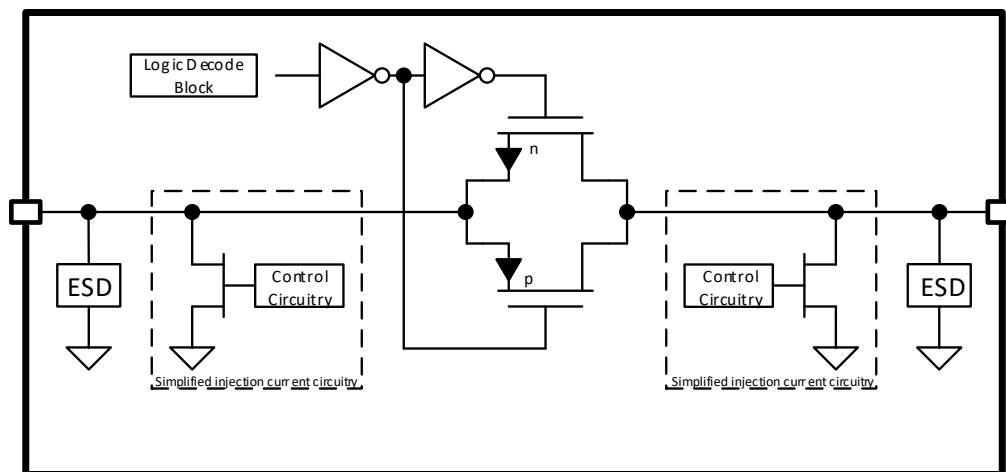 Logic Decode
Block
n
p
ESD
Control
Circuitry
Control
Circuitry
ESD
Simplified injection current circuitry
Simplified injection current circuitry